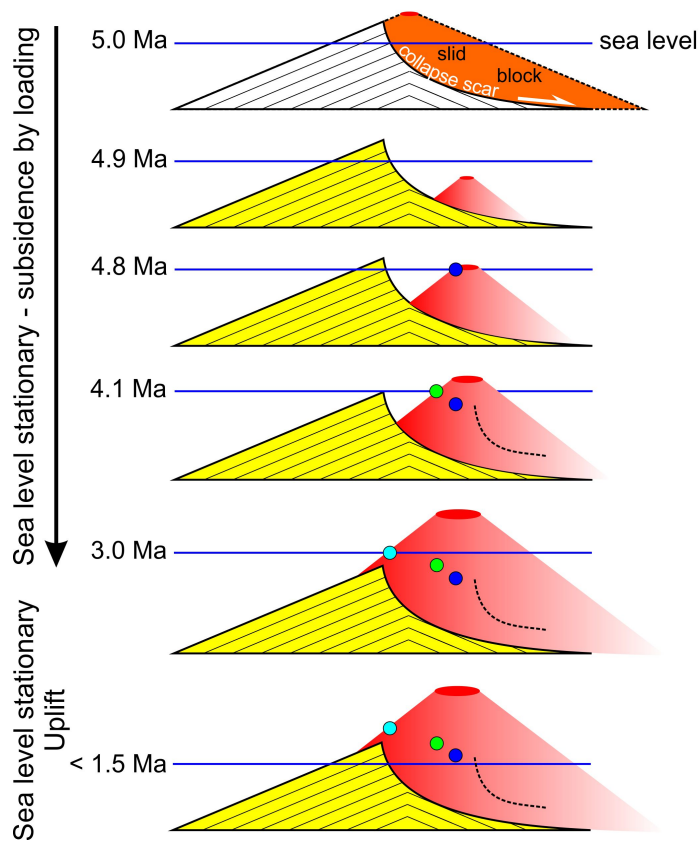 5.0 Ma
sea level
slid
block
collapse scar
4.9 Ma
4.8 Ma
4.1 Ma
3.0 Ma
< 1.5 Ma
Sea level stationary - subsidence by loading
Sea level stationary
Uplift